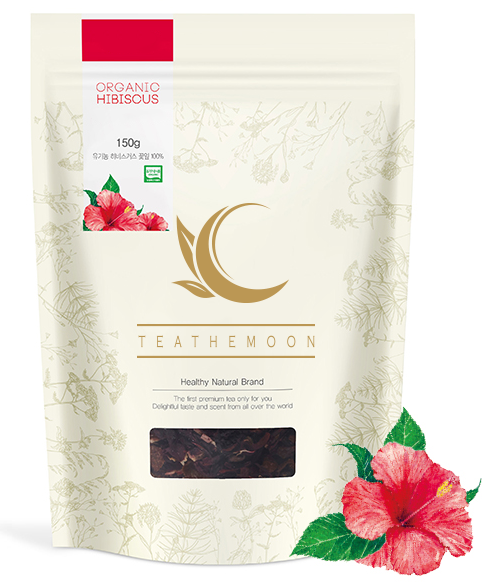 ORGANIC
HIBISCUS
150g
유기농 히비스커스 꽃잎 100%
TEATHEMOON
Healthy Natural Brand
The first premium tea only for you
Delightful taste and scent from all over the world